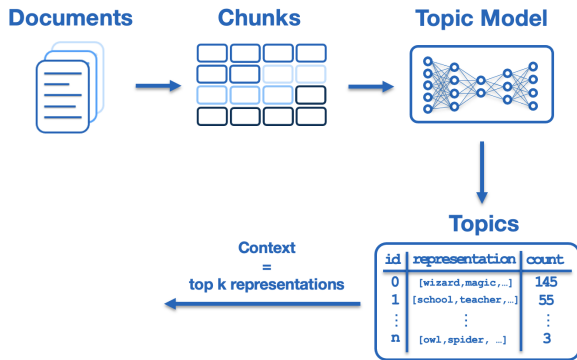 Documents
Chunks
Topic Model
Topics
id representation count
0 [wizard,magic,…] 145
1 [school,teacher,…] 55
⋮ ⋮ ⋮
n [owl,spider, …] 3
Context
=
top k representations